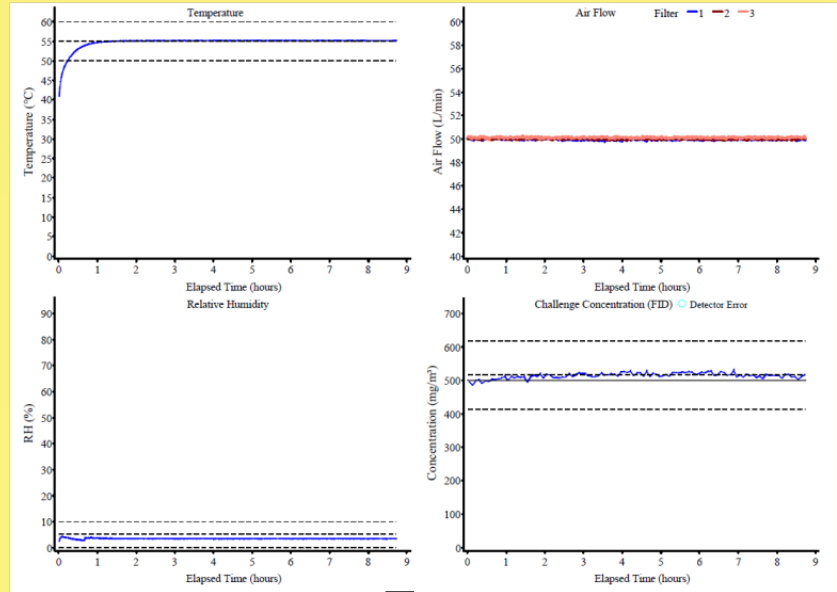 Temperature
60
55
50
45
40
35
30
25
20
15
10
5
0
Temperature (°C)
0 1 2 3 4 5 6 7 8 9
Elapsed Time (hours)
Air Flow Filter 1 2 3
60
58
56
54
52
50
48
46
44
42
40
Air Flow (L/min)
0 1 2 3 4 5 6 7 8 9
Elapsed Time (hours)
Relative Humidity
90
80
70
60
50
40
30
20
10
0
RH (%)
0 1 2 3 4 5 6 7 8 9
Elapsed Time (hours)
Challenge Concentration (FID) Detector Error
700
600
500
400
300
200
100
0
Concentration (mg/m³)
0 1 2 3 4 5 6 7 8 9
Elapsed Time (hours)